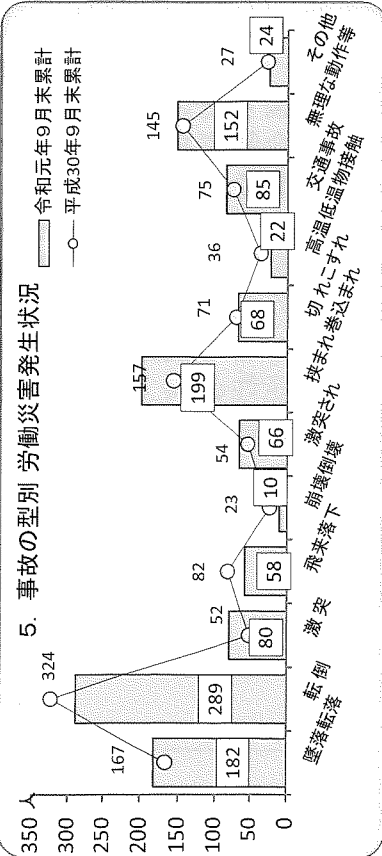 5. 事故の型別 労働災害発生状況
令和元年9月末累計
平成30年9月末累計
人
350
300
250
200
150
100
50
0
167
324
52
82
23
54
157
71
36
75
145
27
182
289
80
58
10
66
199
68
22
85
152
24
墜落転落
転倒
激突
飛来落下
崩壊倒壊
激突され
挟まれ巻込まれ
切れこすれ
高温低温物接触
交通事故
無理な動作等
その他